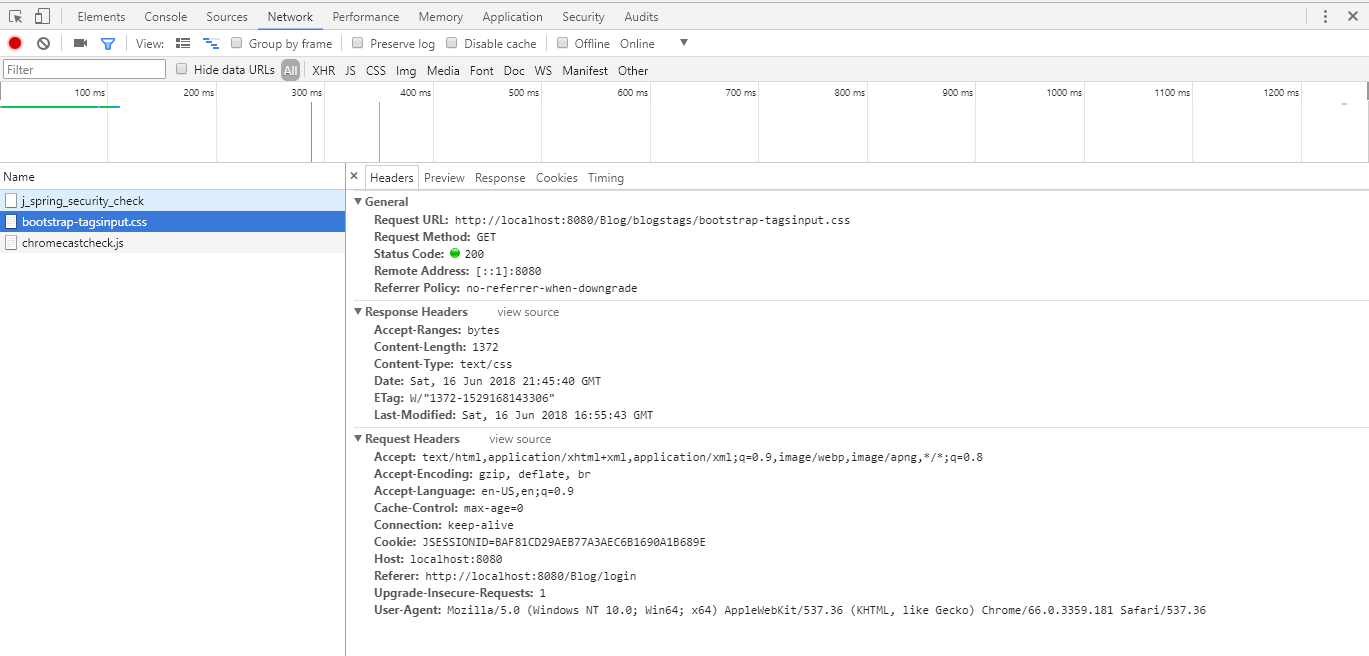 Elements Console Sources Network Performance Memory Application Security Audits
View: Group by frame Preserve log Disable cache Offline Online
Filter Hide data URLs All XHR JS CSS Img Media Font Doc WS Manifest Other
100 ms 200 ms 300 ms 400 ms 500 ms 600 ms 700 ms 800 ms 900 ms 1000 ms 1100 ms 1200 ms
Name
j_spring_security_check
bootstrap-tagsinput.css
chromecastcheck.js
Headers Preview Response Cookies Timing
General
Request URL: http://localhost:8080/Blog/blogstags/bootstrap-tagsinput.css
Request Method: GET
Status Code: 200
Remote Address: [::1]:8080
Referrer Policy: no-referrer-when-downgrade
Response Headers view source
Accept-Ranges: bytes
Content-Length: 1372
Content-Type: text/css
Date: Sat, 16 Jun 2018 21:45:40 GMT
ETag: W/"1372-1529168143306"
Last-Modified: Sat, 16 Jun 2018 16:55:43 GMT
Request Headers view source
Accept: text/html,application/xhtml+xml,application/xml;q=0.9,image/webp,image/apng,*/*;q=0.8
Accept-Encoding: gzip, deflate, br
Accept-Language: en-US,en;q=0.9
Cache-Control: max-age=0
Connection: keep-alive
Cookie: JSESSIONID=BAF81CD29AEB77A3AEC6B1690A1B689E
Host: localhost:8080
Referer: http://localhost:8080/Blog/login
Upgrade-Insecure-Requests: 1
User-Agent: Mozilla/5.0 (Windows NT 10.0; Win64; x64) AppleWebKit/537.36 (KHTML, like Gecko) Chrome/66.0.3359.181 Safari/537.36